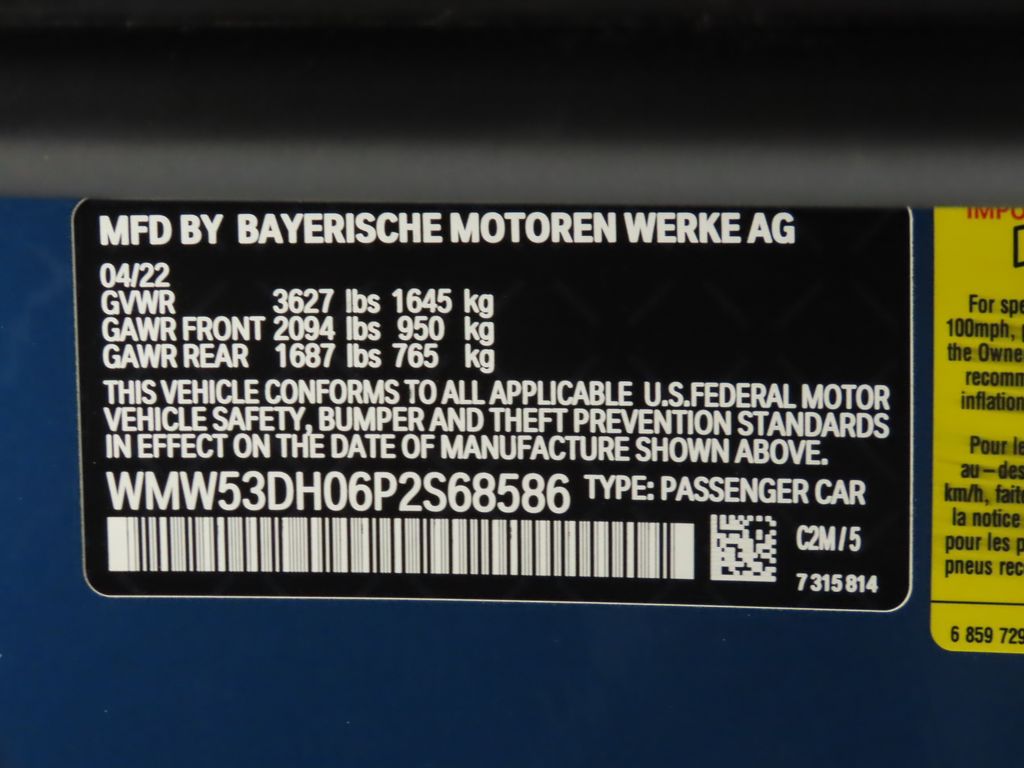 MFD BY BAYERISCHE MOTOREN WERKE AG
04/22
GVWR 3627 lbs 1645 kg
GAWR FRONT 2094 lbs 950 kg
GAWR REAR 1687 lbs 765 kg
THIS VEHICLE CONFORMS TO ALL APPLICABLE U.S.FEDERAL MOTOR
VEHICLE SAFETY, BUMPER AND THEFT PREVENTION STANDARDS
IN EFFECT ON THE DATE OF MANUFACTURE SHOWN ABOVE.
WMW53DH06P2S68586 TYPE: PASSENGER CAR
C2M/5
7 315 814
For spe
100mph,
the Owne
recomm
inflation
Pour le
au-des
km/h, faite
la notice
pour les p
pneus rec
6 859 729